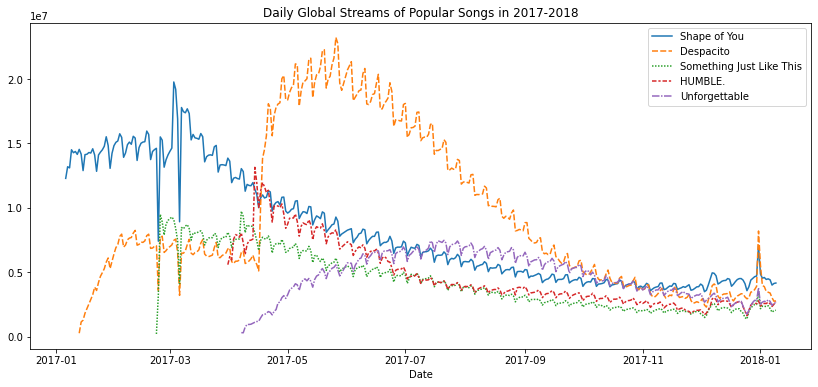 Daily Global Streams of Popular Songs in 2017-2018
1e7
Shape of You
Despacito
Something Just Like This
HUMBLE.
Unforgettable
2.0
1.5
1.0
0.5
0.0
2017-01 2017-03 2017-05 2017-07 2017-09 2017-11 2018-01
Date